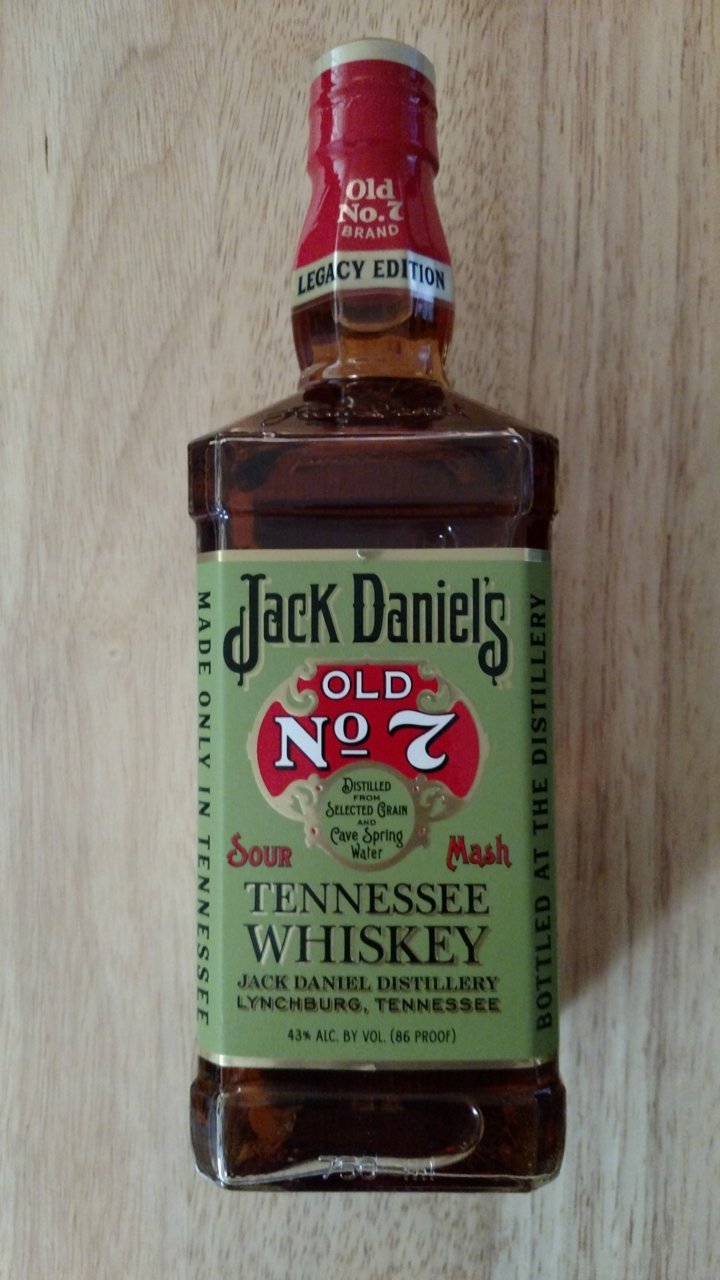 Old
No.7
BRAND
LEGACY EDITION
Jack Daniel's
OLD
No 7
DISTILLED
FROM
SELECTED GRAIN
AND
Cave Spring
Water
SOUR Mash
TENNESSEE
WHISKEY
JACK DANIEL DISTILLERY
LYNCHBURG, TENNESSEE
43% ALC. BY VOL. (86 PROOF)
MADE ONLY IN TENNESSEE
BOTTLED AT THE DISTILLERY
750 ml